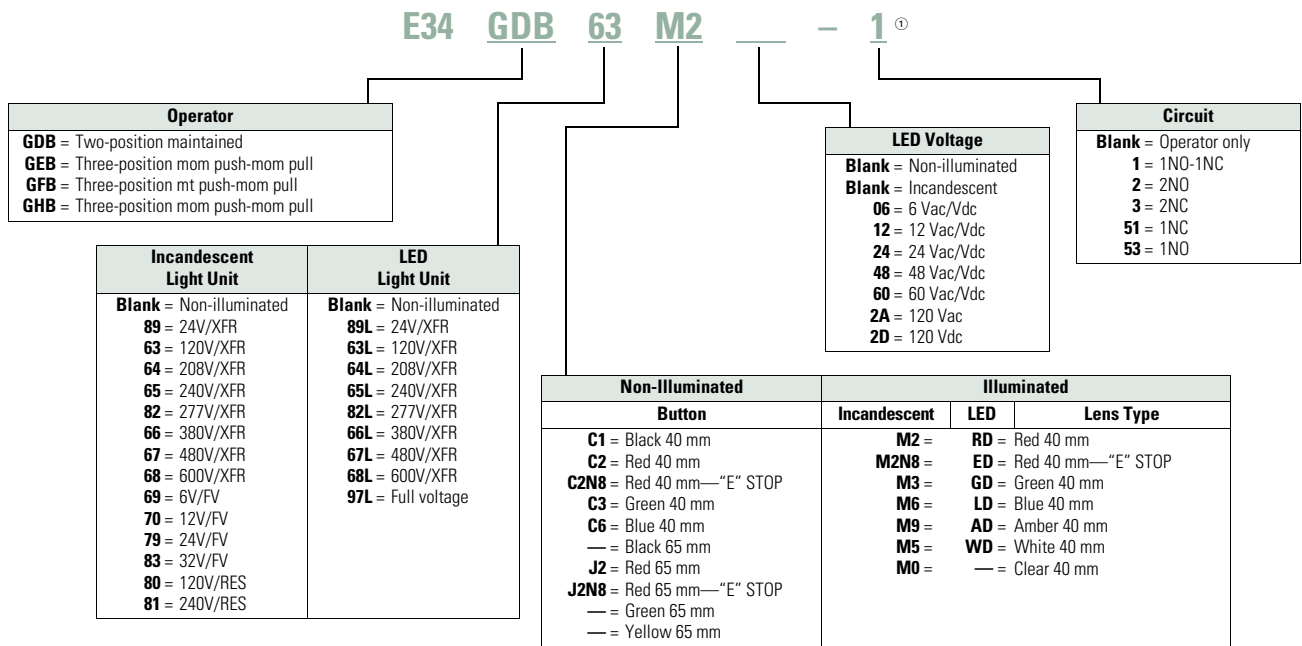 E34 GDB 63 M2 ___ – 1 ①
Operator
GDB = Two-position maintained
GEB = Three-position mom push-mom pull
GFB = Three-position mt push-mom pull
GHB = Three-position mom push-mom pull
Incandescent
Light Unit
Blank = Non-illuminated
89 = 24V/XFR
63 = 120V/XFR
64 = 208V/XFR
65 = 240V/XFR
82 = 277V/XFR
66 = 380V/XFR
67 = 480V/XFR
68 = 600V/XFR
69 = 6V/FV
70 = 12V/FV
79 = 24V/FV
83 = 32V/FV
80 = 120V/RES
81 = 240V/RES
LED
Light Unit
Blank = Non-illuminated
89L = 24V/XFR
63L = 120V/XFR
64L = 208V/XFR
65L = 240V/XFR
82L = 277V/XFR
66L = 380V/XFR
67L = 480V/XFR
68L = 600V/XFR
97L = Full voltage
Non-Illuminated
Button
C1 = Black 40 mm
C2 = Red 40 mm
C2N8 = Red 40 mm—“E” STOP
C3 = Green 40 mm
C6 = Blue 40 mm
— = Black 65 mm
J2 = Red 65 mm
J2N8 = Red 65 mm—“E” STOP
— = Green 65 mm
— = Yellow 65 mm
Illuminated
Incandescent LED Lens Type
M2 = RD = Red 40 mm
M2N8 = ED = Red 40 mm—“E” STOP
M3 = GD = Green 40 mm
M6 = LD = Blue 40 mm
M9 = AD = Amber 40 mm
M5 = WD = White 40 mm
M0 = — = Clear 40 mm
LED Voltage
Blank = Non-illuminated
Blank = Incandescent
06 = 6 Vac/Vdc
12 = 12 Vac/Vdc
24 = 24 Vac/Vdc
48 = 48 Vac/Vdc
60 = 60 Vac/Vdc
2A = 120 Vac
2D = 120 Vdc
Circuit
Blank = Operator only
1 = 1NO-1NC
2 = 2NO
3 = 2NC
51 = 1NC
53 = 1NO